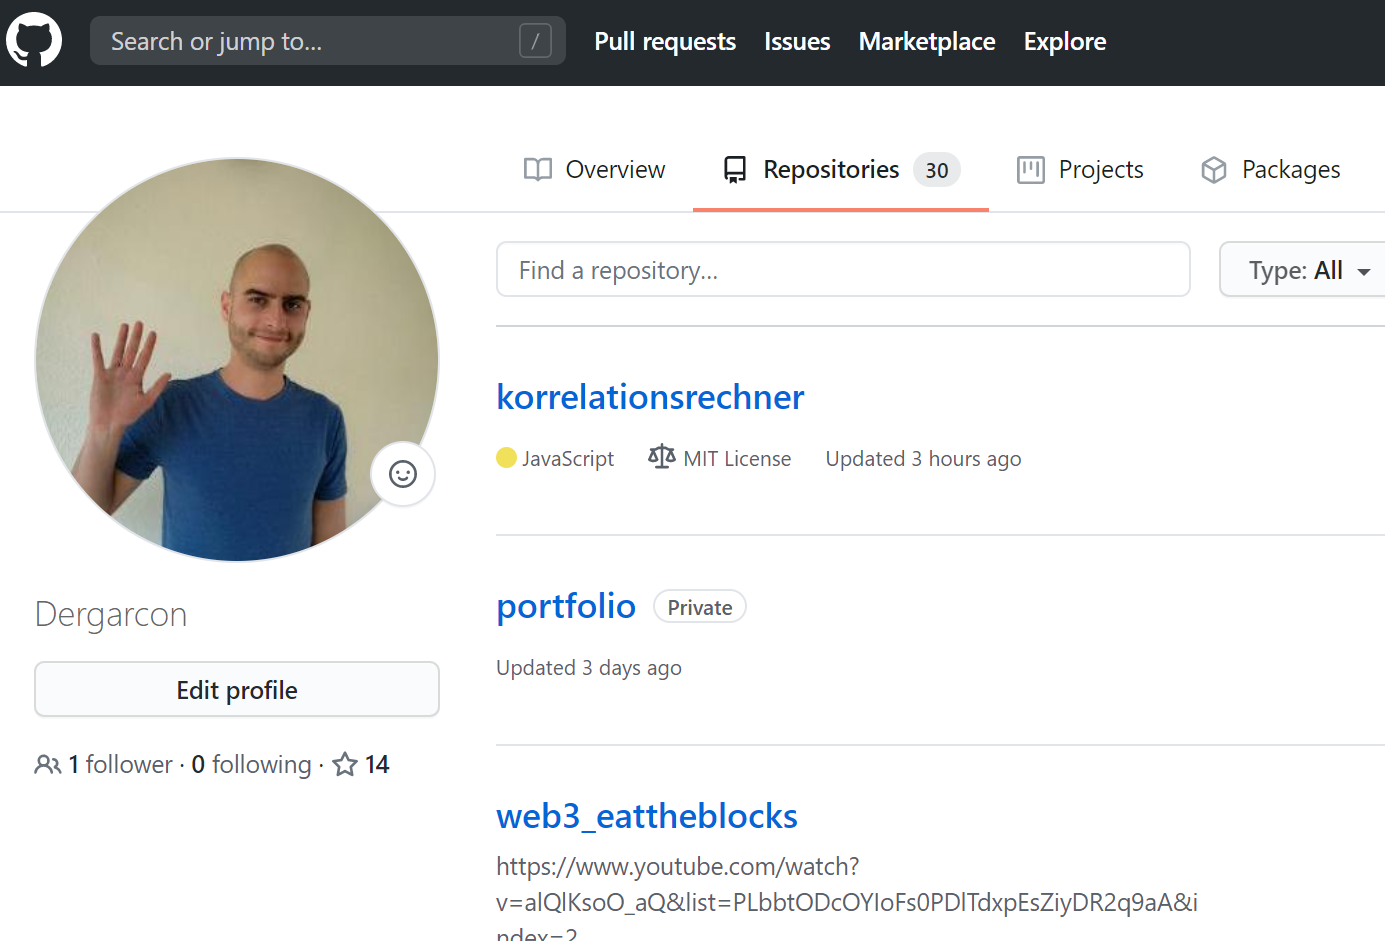 Search or jump to... /
Pull requests Issues Marketplace Explore
Overview Repositories 30 Projects Packages
Find a repository...
Type: All
korrelationsrechner
JavaScript MIT License Updated 3 hours ago
portfolio Private
Updated 3 days ago
Dergarcon
Edit profile
1 follower · 0 following · 14
web3_eattheblocks
https://www.youtube.com/watch?
v=alQlKsoO_aQ&list=PLbbtODcOYIoFs0PDlTdxpEsZiyDR2q9aA&i
ndex=2